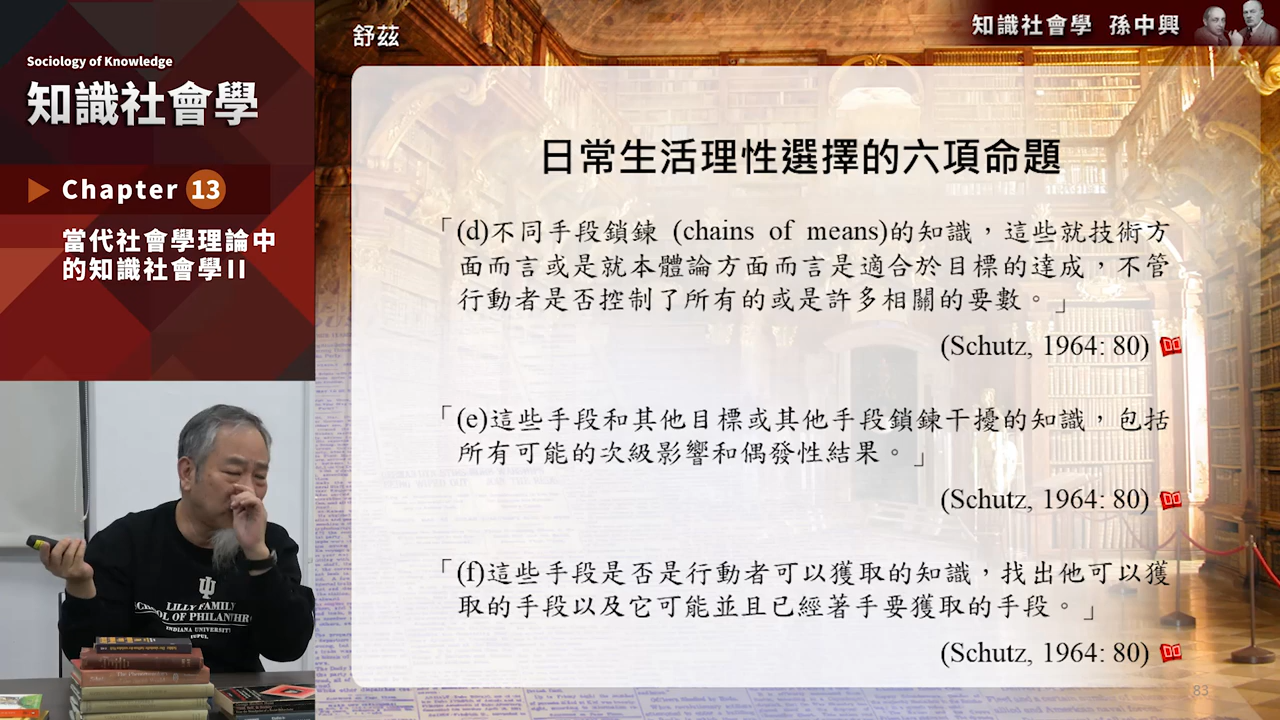 Sociology of Knowledge
知識社會學
Chapter 13
當代社會學理論中
的知識社會學II
舒茲
知識社會學 孫中興
日常生活理性選擇的六項命題
「(d)不同手段鎖鍊 (chains of means)的知識，這些就技術方
面而言或是就本體論方面而言是適合於目標的達成，不管
行動者是否控制了所有的或是許多相關的要數。」
(Schutz, 1964: 80)
「(e)這些手段和其他目標或其他手段鎖鍊干擾的知識，包括
所有可能的次級影響和偶發性結果。」
(Schutz, 1964: 80)
「(f)這些手段是否是行動者可以獲取的知識，找出他可以獲
取的手段以及它可能並且已經著手要獲取的手段。」
(Schutz, 1964: 80)
83
LILLY FAMILY
OL OF PHILANTHR
INDIANA UNIVERSITY
IUPUI